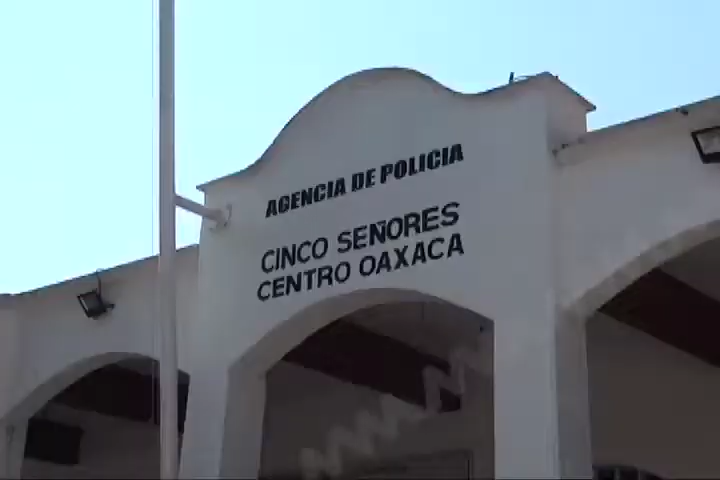 AGENCIA DE POLICIA
CINCO SEÑORES
CENTRO OAXACA